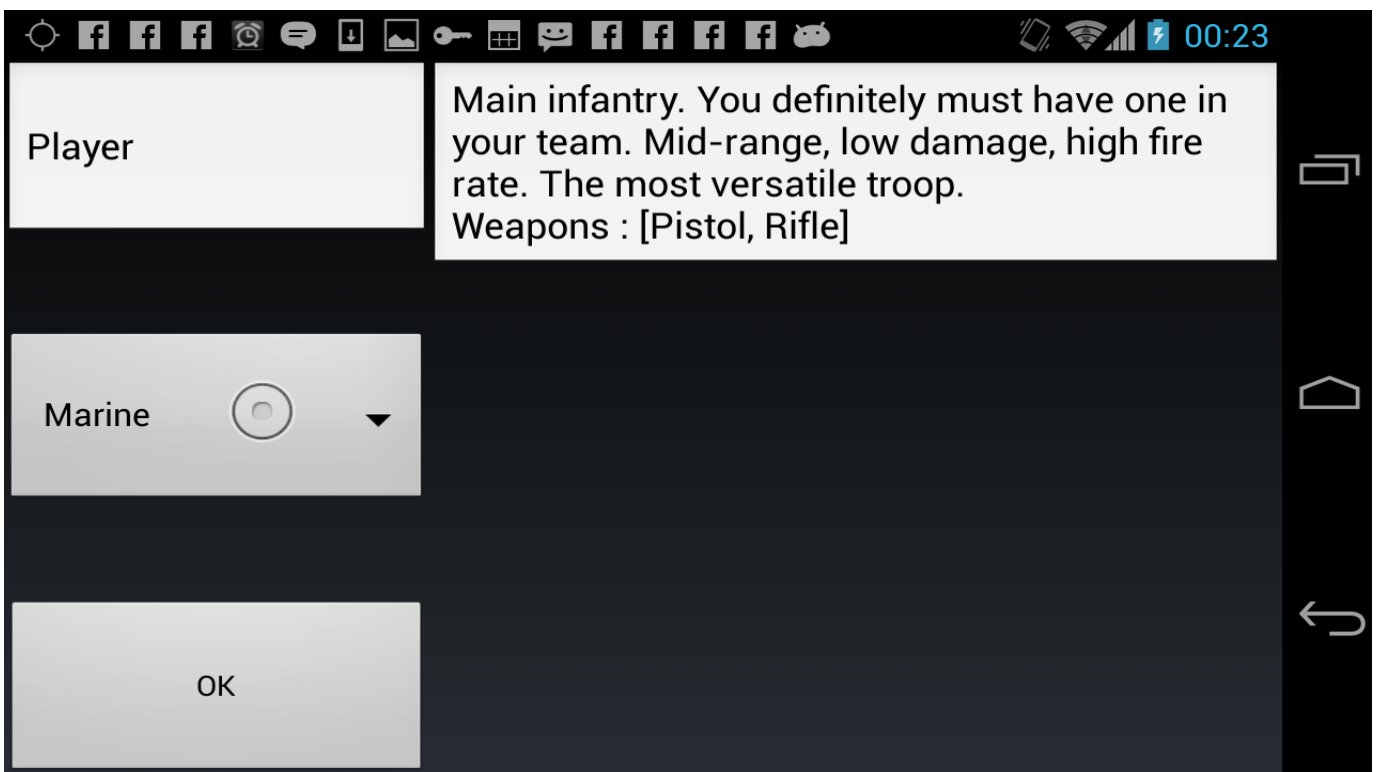 00:23
Player
Main infantry. You definitely must have one in
your team. Mid-range, low damage, high fire
rate. The most versatile troop.
Weapons : [Pistol, Rifle]
Marine
OK